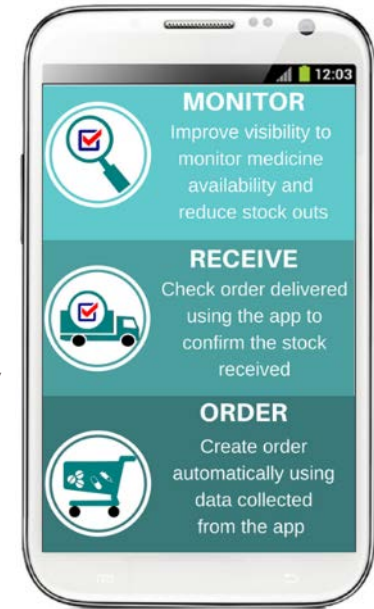 12:03
MONITOR
Improve visibility to
monitor medicine
availability and
reduce stock outs
RECEIVE
Check order delivered
using the app to
confirm the stock
received
ORDER
Create order
automatically using
data collected
from the app